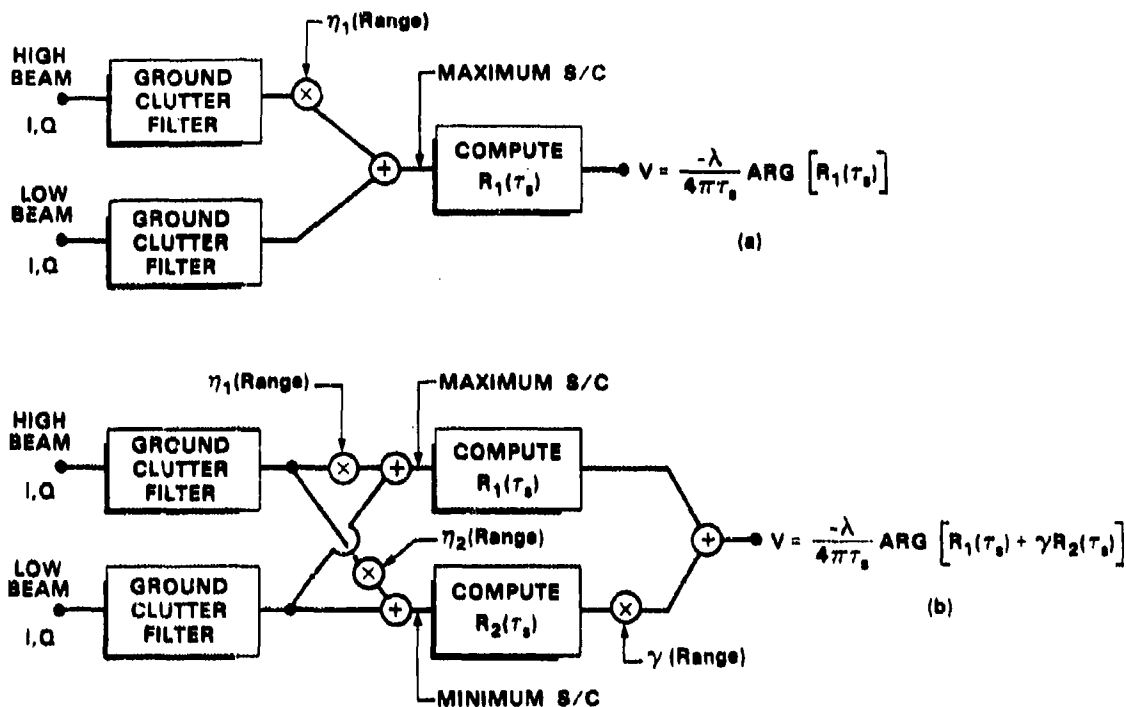 η₁(Range)
HIGH
BEAM
I,Q
GROUND
CLUTTER
FILTER
×
MAXIMUM S/C
+
COMPUTE
R₁(τₛ)
V = -λ/4πτₛ ARG [R₁(τₛ)]
LOW
BEAM
I,Q
GROUND
CLUTTER
FILTER
(a)
η₁(Range)
MAXIMUM S/C
HIGH
BEAM
I,Q
GROUND
CLUTTER
FILTER
×
+
COMPUTE
R₁(τₛ)
η₂(Range)
×
+
V = -λ/4πτₛ ARG [R₁(τₛ) + γR₂(τₛ)]
LOW
BEAM
I,Q
GROUND
CLUTTER
FILTER
+
COMPUTE
R₂(τₛ)
×
(b)
γ (Range)
MINIMUM S/C